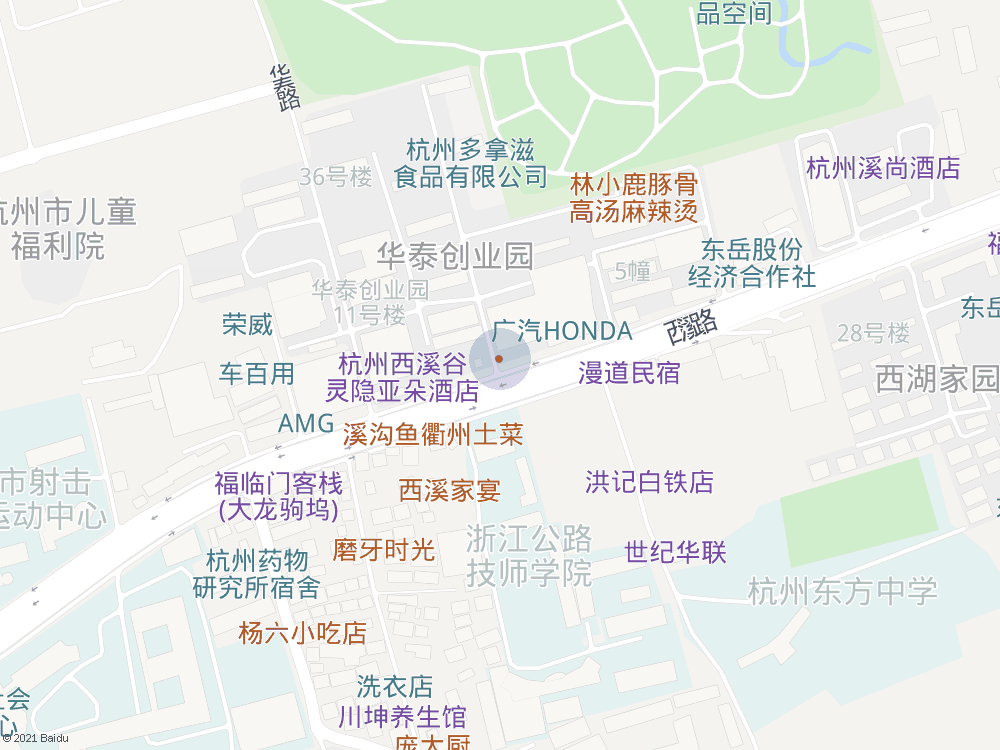 品空间
华泰路
杭州多拿滋
食品有限公司
36号楼
林小鹿豚骨
高汤麻辣烫
杭州溪尚酒店
杭州市儿童
福利院
华泰创业园
东岳股份
经济合作社
5幢
华泰创业园
11号楼
东岳
荣威
广汽HONDA
西溪路
28号楼
车百用
杭州西溪谷
灵隐亚朵酒店
漫道民宿
西湖家园
AMG
溪沟鱼衢州土菜
市射击
运动中心
福临门客栈
(大龙驹坞)
西溪家宴
洪记白铁店
浙江公路
技师学院
磨牙时光
世纪华联
杭州药物
研究所宿舍
杭州东方中学
杨六小吃店
洗衣店
川坤养生馆
庞大厨
© 2021 Baidu